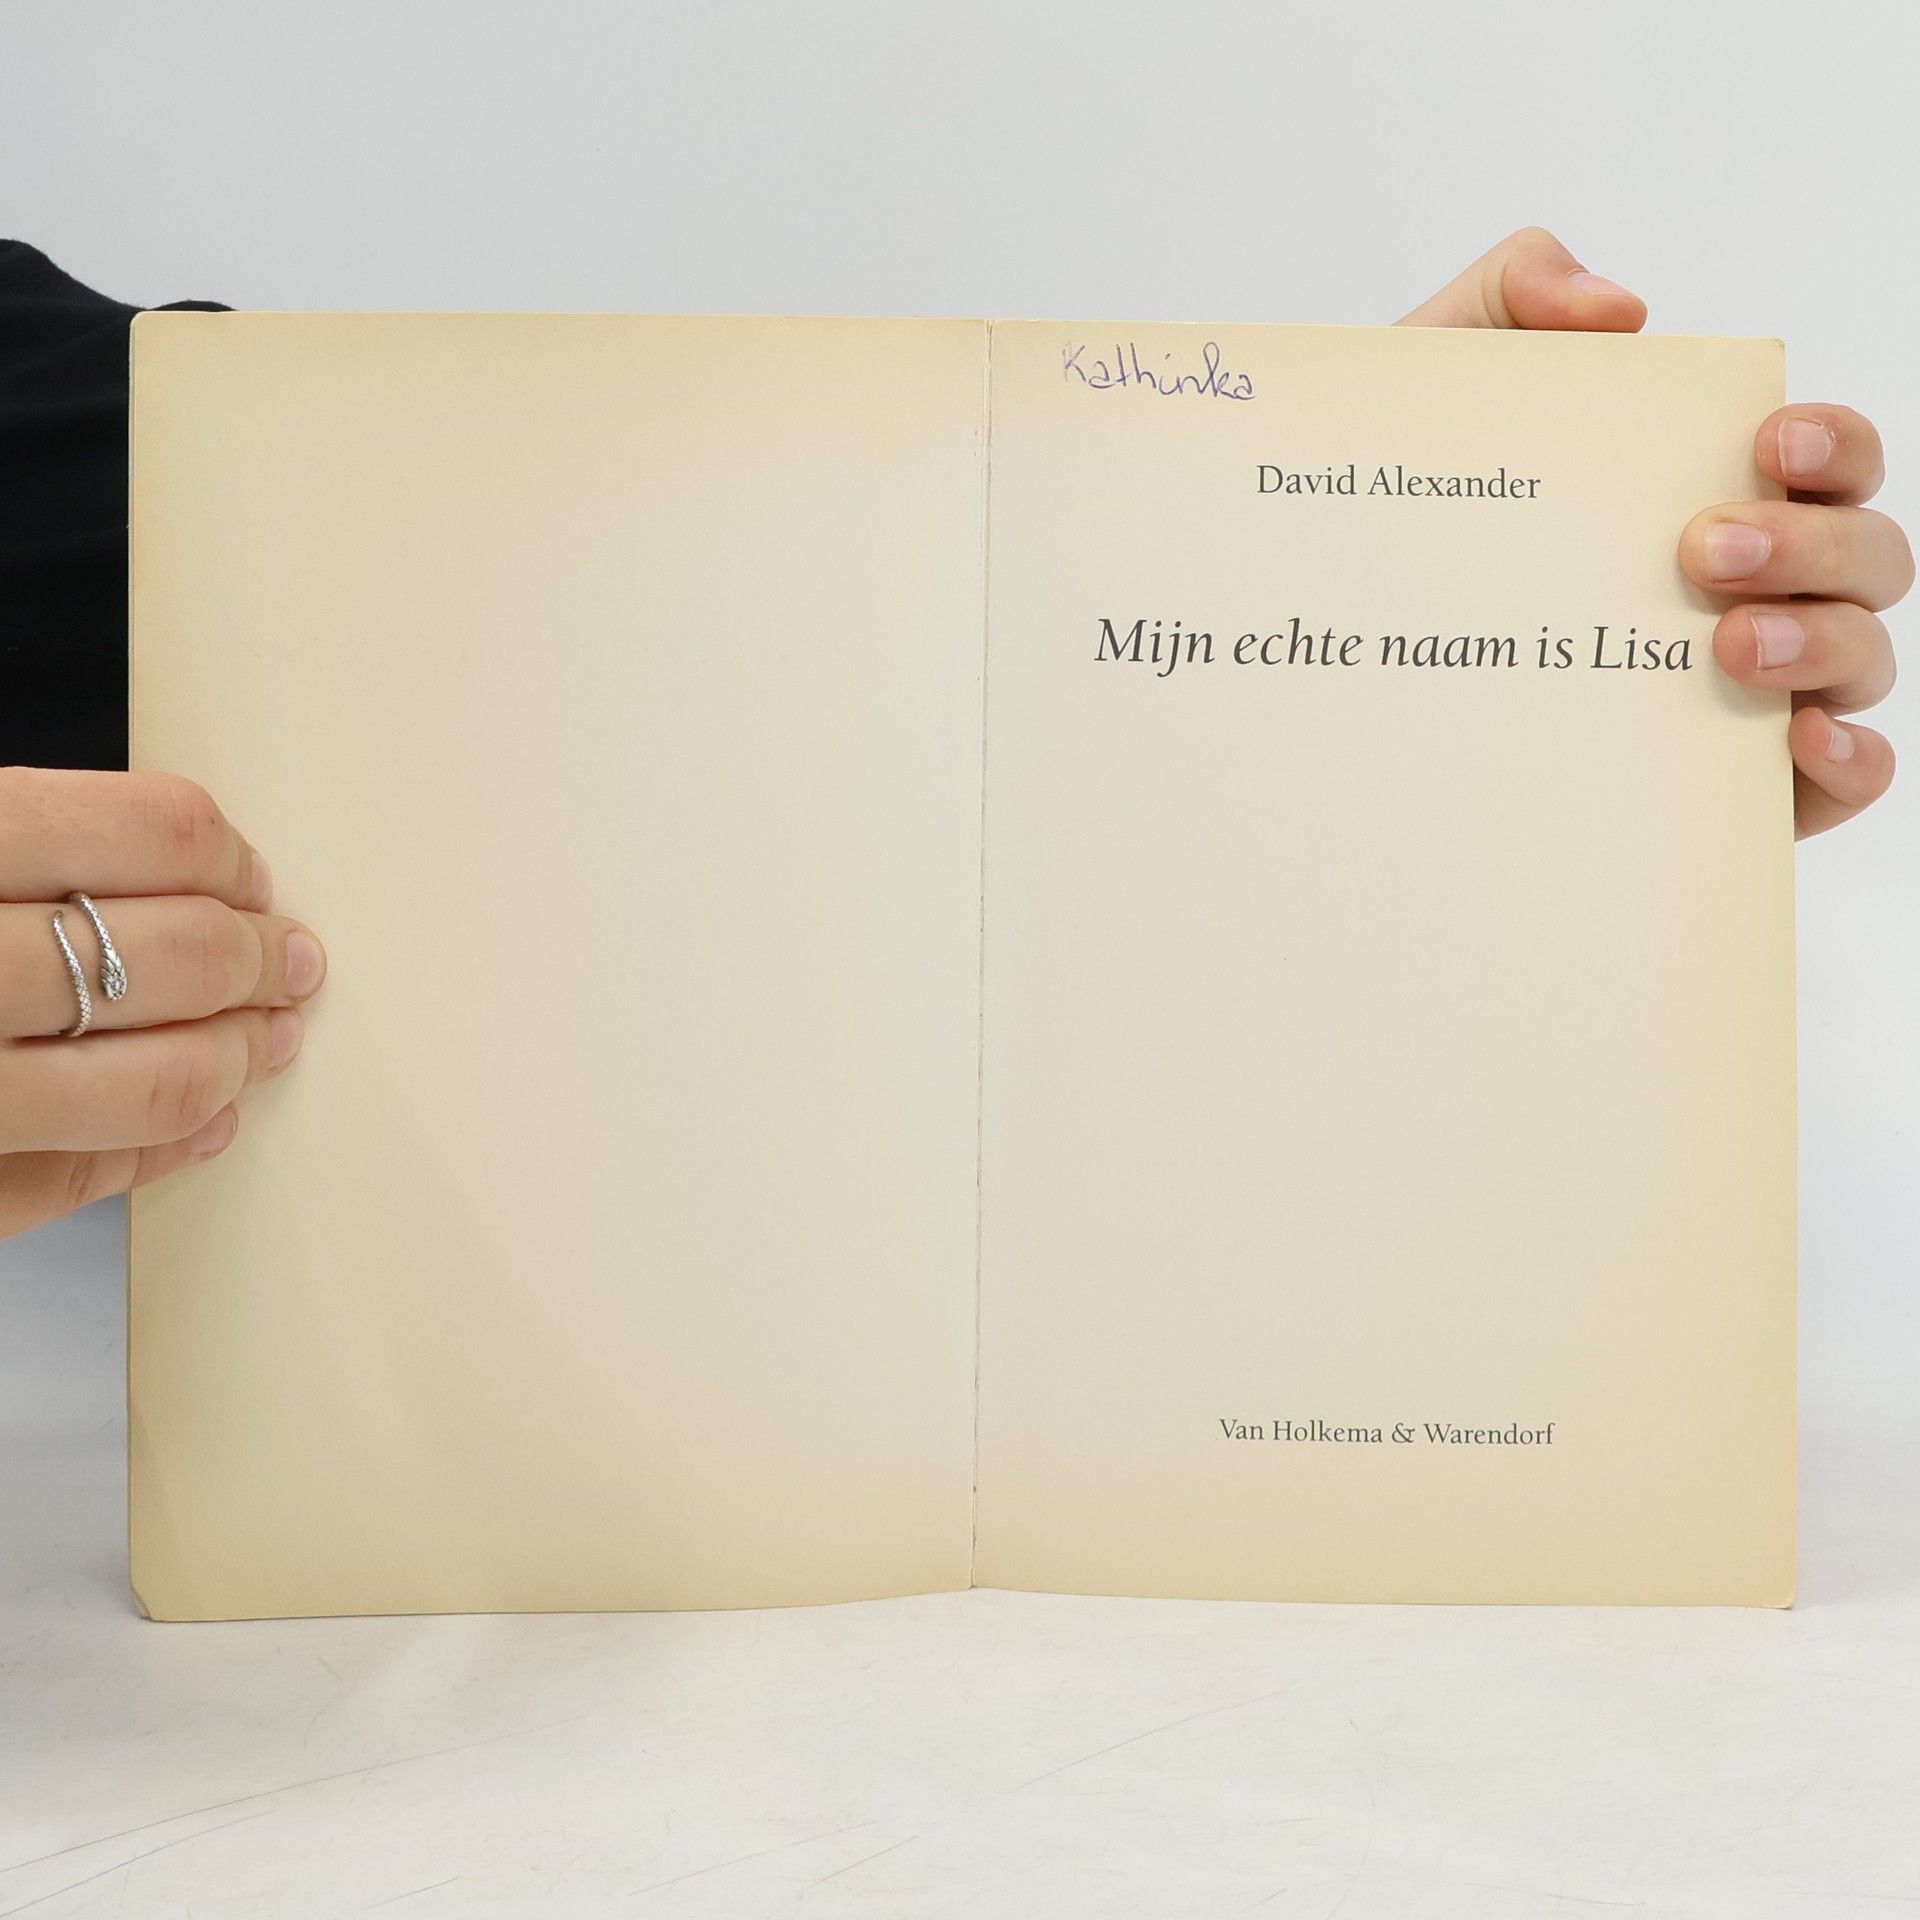 Kathinka
David Alexander
Mijn echte naam is Lisa
Van Holkema & Warendorf